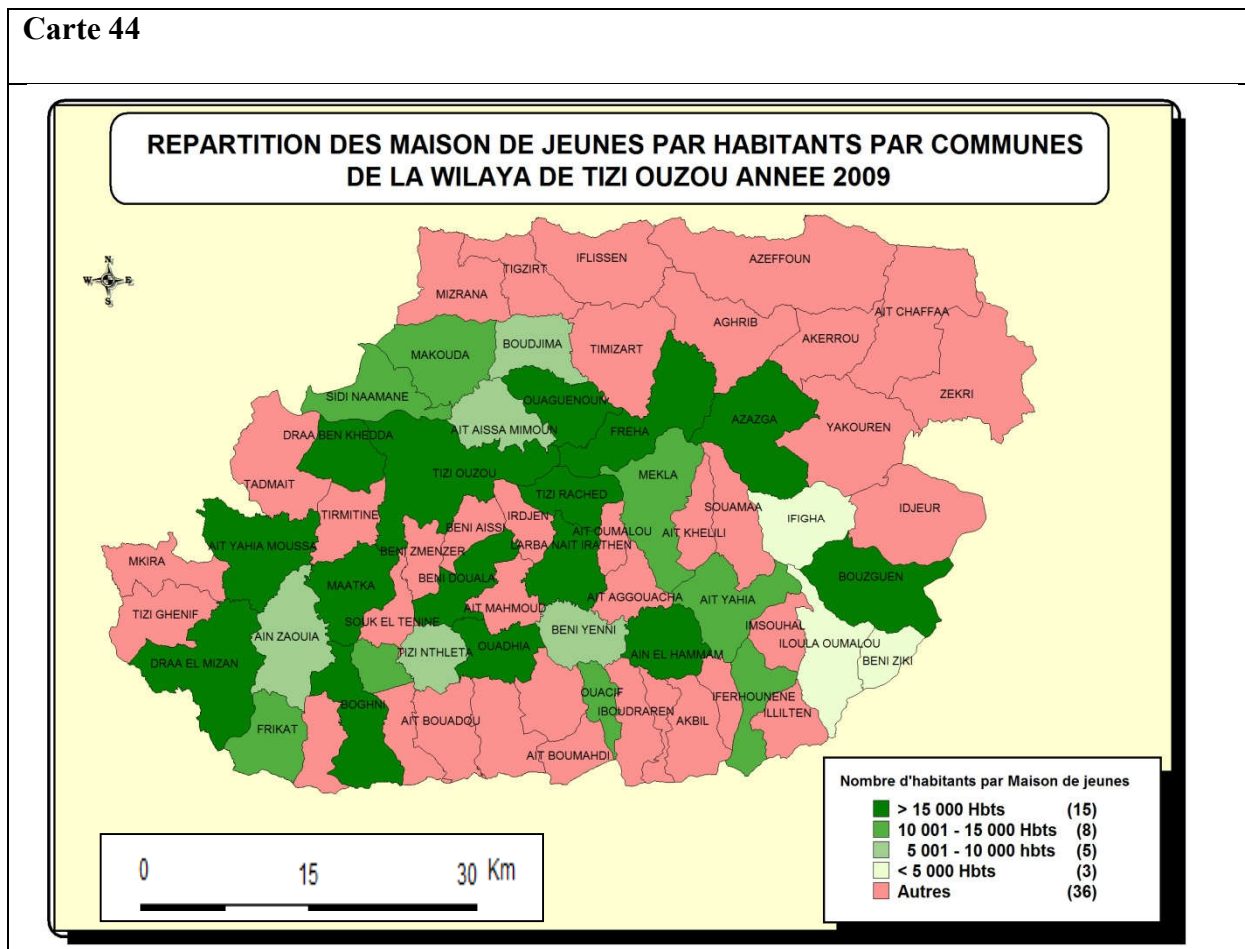 Carte 44
REPARTITION DES MAISON DE JEUNES PAR HABITANTS PAR COMMUNES
DE LA WILAYA DE TIZI OUZOU ANNEE 2009
N
W E
S
IFLISSEN
AZEFFOUN
TIGZIRT
MIZRANA
AIT CHAFFAA
AGHRIB
AKERROU
BOUDJIMA
TIMIZART
MAKOUDA
ZEKRI
SIDI NAAMANE
OUAGUENOUN
AZAZGA
YAKOUREN
DRAA BEN KHEDDA
AIT AISSA MIMOUN
FREHA
TIZI OUZOU
MEKLA
TADMAIT
TIZI RACHED
SOUAMAA
IDJEUR
TIRMITINE
IRDJEN
IFIGHA
BENI AISSI
AIT OUMALOU
AIT KHELILI
AIT YAHIA MOUSSA
BENI ZMENZER
LARBA NAIT IRATHEN
MKIRA
BOUZGUEN
MAATKA
BENI DOUALA
AIT AGGOUACHA
AIT YAHIA
TIZI GHENIF
AIT MAHMOUD
SOUK EL TENINE
IMSOUHAL
BENI YENNI
AIN ZAOUIA
ILOULA OUMALOU
TIZI NTHLETA
OUADHIA
AIN EL HAMMAM
BENI ZIKI
DRAA EL MIZAN
OUACIF
IFERHOUNENE
BOGHNI
IBOUDRAREN
ILLILTEN
AIT BOUADOU
AKBIL
FRIKAT
AIT BOUMAHDI
Nombre d'habitants par Maison de jeunes
> 15 000 Hbts (15)
10 001 - 15 000 Hbts (8)
5 001 - 10 000 hbts (5)
< 5 000 Hbts (3)
Autres (36)
0 15 30 Km